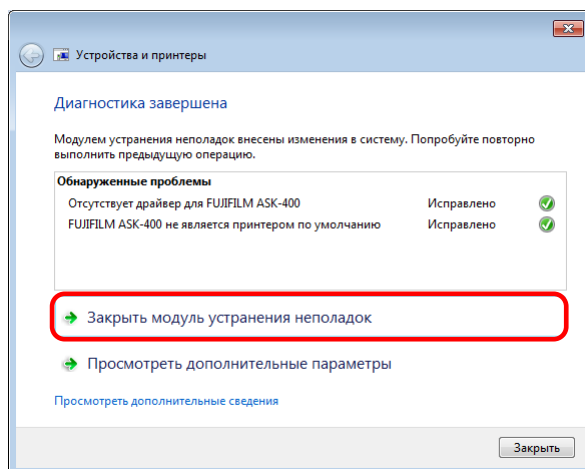 Устройства и принтеры
Диагностика завершена
Модулем устранения неполадок внесены изменения в систему. Попробуйте повторно
выполнить предыдущую операцию.
Обнаруженные проблемы
Отсутствует драйвер для FUJIFILM ASK-400 Исправлено
FUJIFILM ASK-400 не является принтером по умолчанию Исправлено
Закрыть модуль устранения неполадок
Просмотреть дополнительные параметры
Просмотреть дополнительные сведения
Закрыть